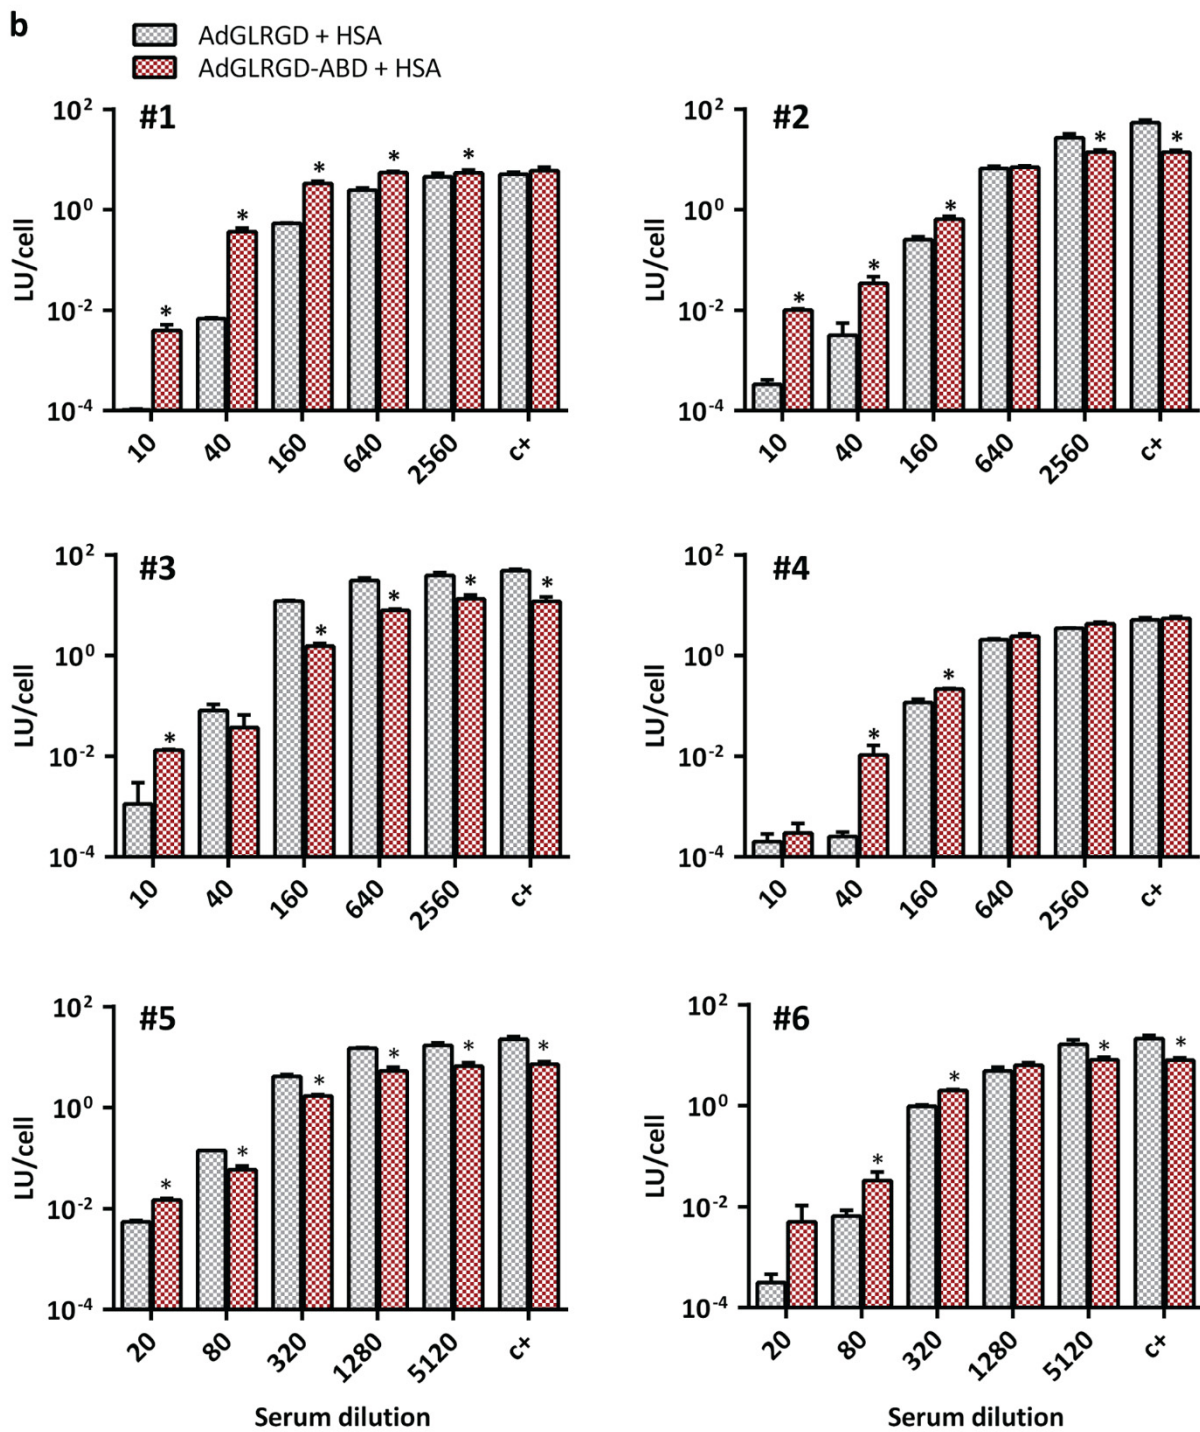 b
AdGLRGD + HSA
AdGLRGD-ABD + HSA
#1
LU/cell
10²
10⁰
10⁻²
10⁻⁴
* * * * *
10 40 160 640 2560 c+
#2
LU/cell
10²
10⁰
10⁻²
10⁻⁴
* * * * *
10 40 160 640 2560 c+
#3
LU/cell
10²
10⁰
10⁻²
10⁻⁴
* * * * *
10 40 160 640 2560 c+
#4
LU/cell
10²
10⁰
10⁻²
10⁻⁴
* *
10 40 160 640 2560 c+
#5
LU/cell
10²
10⁰
10⁻²
10⁻⁴
* * * * * *
20 80 320 1280 5120 c+
Serum dilution
#6
LU/cell
10²
10⁰
10⁻²
10⁻⁴
* * * *
20 80 320 1280 5120 c+
Serum dilution